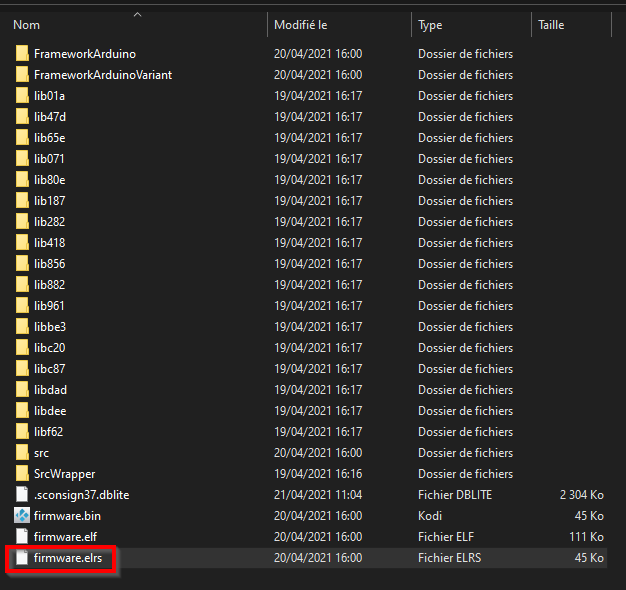 Nom Modifié le Type Taille
FrameworkArduino 20/04/2021 16:00 Dossier de fichiers
FrameworkArduinoVariant 20/04/2021 16:00 Dossier de fichiers
lib01a 19/04/2021 16:17 Dossier de fichiers
lib47d 19/04/2021 16:17 Dossier de fichiers
lib65e 19/04/2021 16:17 Dossier de fichiers
lib071 19/04/2021 16:17 Dossier de fichiers
lib80e 19/04/2021 16:17 Dossier de fichiers
lib187 19/04/2021 16:17 Dossier de fichiers
lib282 19/04/2021 16:17 Dossier de fichiers
lib418 19/04/2021 16:17 Dossier de fichiers
lib856 19/04/2021 16:17 Dossier de fichiers
lib882 19/04/2021 16:17 Dossier de fichiers
lib961 19/04/2021 16:17 Dossier de fichiers
libbe3 19/04/2021 16:17 Dossier de fichiers
libc20 19/04/2021 16:17 Dossier de fichiers
libc87 19/04/2021 16:17 Dossier de fichiers
libdad 19/04/2021 16:17 Dossier de fichiers
libdee 19/04/2021 16:17 Dossier de fichiers
libf62 19/04/2021 16:17 Dossier de fichiers
src 20/04/2021 16:00 Dossier de fichiers
SrcWrapper 19/04/2021 16:16 Dossier de fichiers
.sconsign37.dblite 21/04/2021 11:04 Fichier DBLITE 2 304 Ko
firmware.bin 20/04/2021 16:00 Kodi 45 Ko
firmware.elf 20/04/2021 16:00 Fichier ELF 111 Ko
firmware.elrs 20/04/2021 16:00 Fichier ELRS 45 Ko